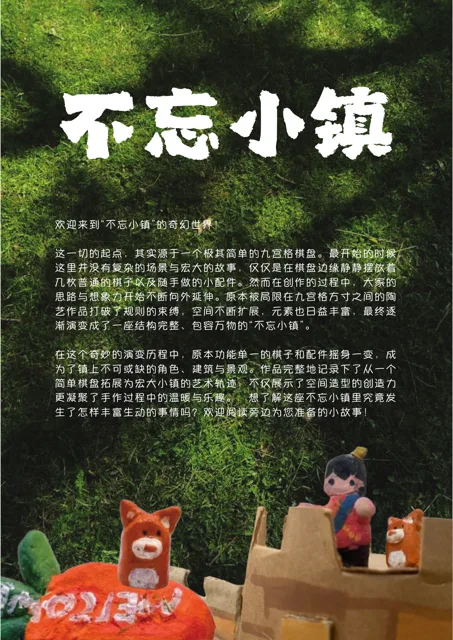 不忘小镇
欢迎来到“不忘小镇”的奇幻世界！
这一切的起点，其实源于一个极其简单的九宫格棋盘。最开始的时候
这里并没有复杂的场景与宏大的故事，仅仅是在棋盘边缘静静摆放着
几枚普通的棋子以及随手做的小配件。然而在创作的过程中，大家的
思路与想象力开始不断向外延伸。原本被局限在九宫格方寸之间的陶
艺作品打破了规则的束缚，空间不断扩展，元素也日益丰富，最终逐
渐演变成了一座结构完整、包容万物的“不忘小镇”。
在这个奇妙的演变历程中，原本功能单一的棋子和配件摇身一变，成
为了镇上不可或缺的角色、建筑与景观。作品完整地记录下了从一个
简单棋盘拓展为宏大小镇的艺术轨迹，不仅展示了空间造型的创造力
更凝聚了手作过程中的温暖与乐趣。 想了解这座不忘小镇里究竟发
生了怎样丰富生动的事情吗？欢迎阅读旁边为您准备的小故事！
WELCOME